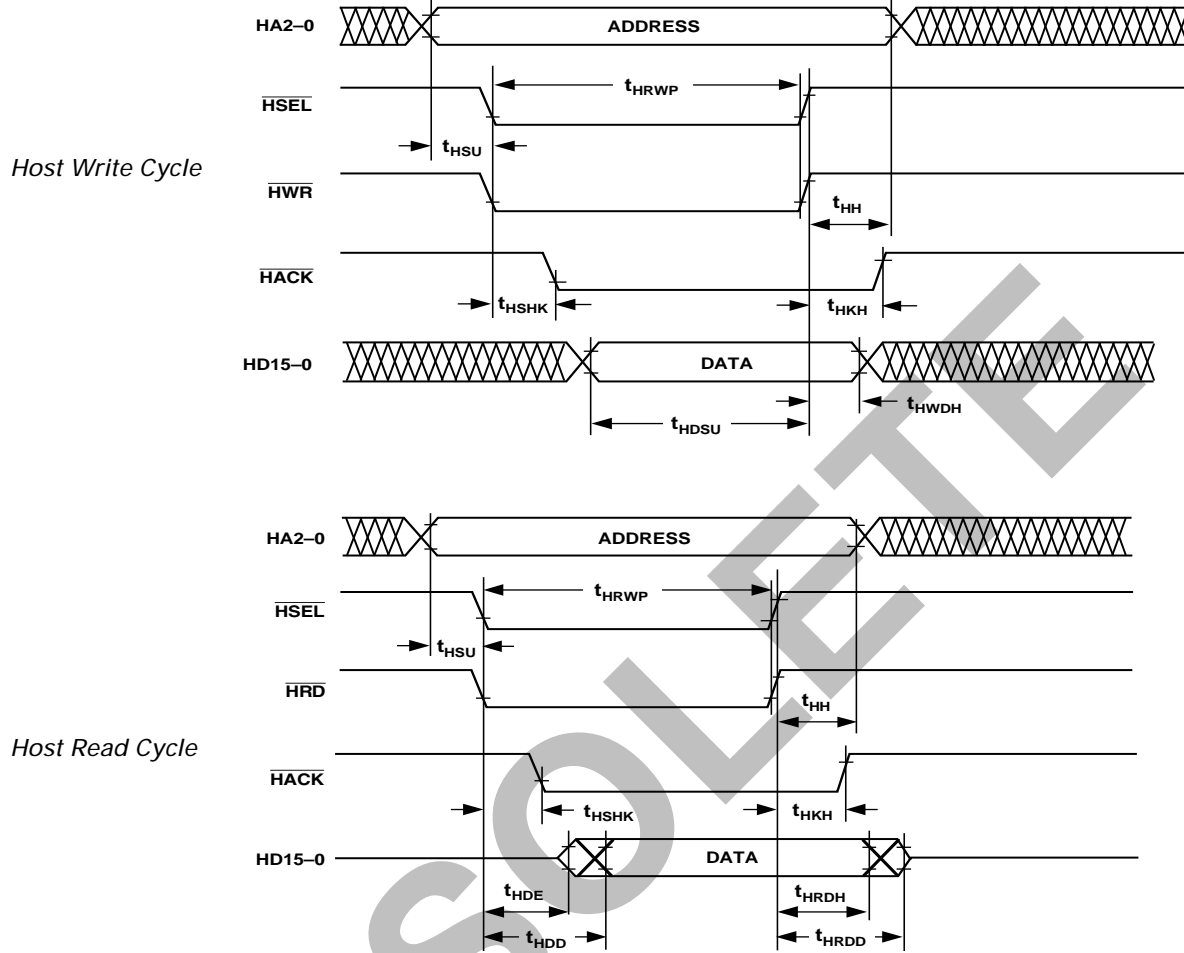 HA2–0
ADDRESS
HSEL
tHRWP
tHSU
Host Write Cycle
HWR
tHH
HACK
tHSHK
tHKH
HD15–0
DATA
tHWDH
tHDSU
HA2–0
ADDRESS
HSEL
tHRWP
tHSU
HRD
tHH
Host Read Cycle
HACK
tHSHK
tHKH
HD15–0
DATA
tHDE
tHRDH
tHDD
tHRDD
SOLETE